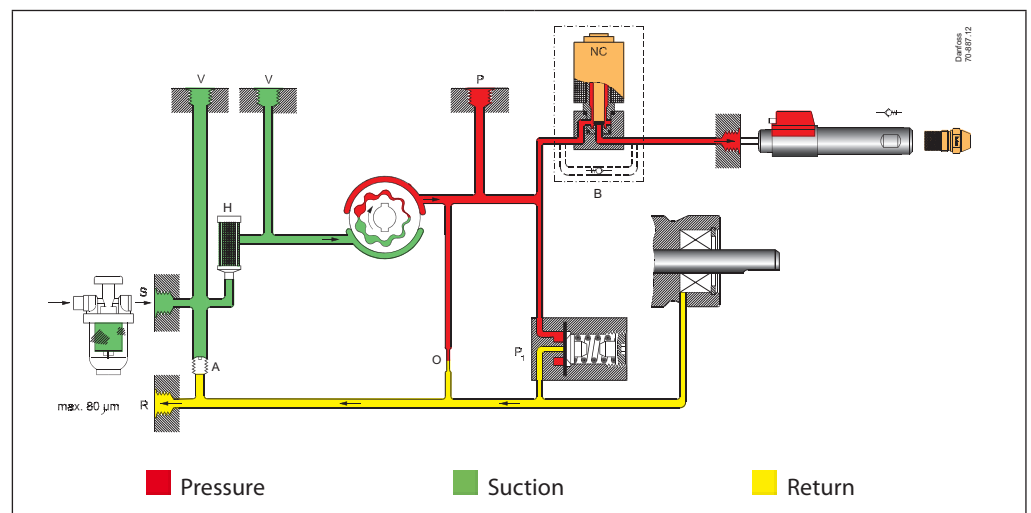 Danfoss
70-887.12
NC
V
V
P
B
H
S
A
O
P1
R
max. 80 µm
Pressure
Suction
Return